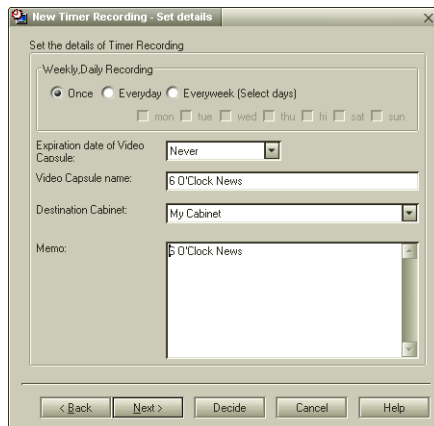 New Timer Recording - Set details
Set the details of Timer Recording
Weekly,Daily Recording
Once Everyday Everyweek (Select days)
mon tue wed thu fri sat sun
Expiration date of Video
Capsule:
Never
Video Capsule name:
6 O'Clock News
Destination Cabinet:
My Cabinet
Memo:
6 O'Clock News
< Back Next > Decide Cancel Help